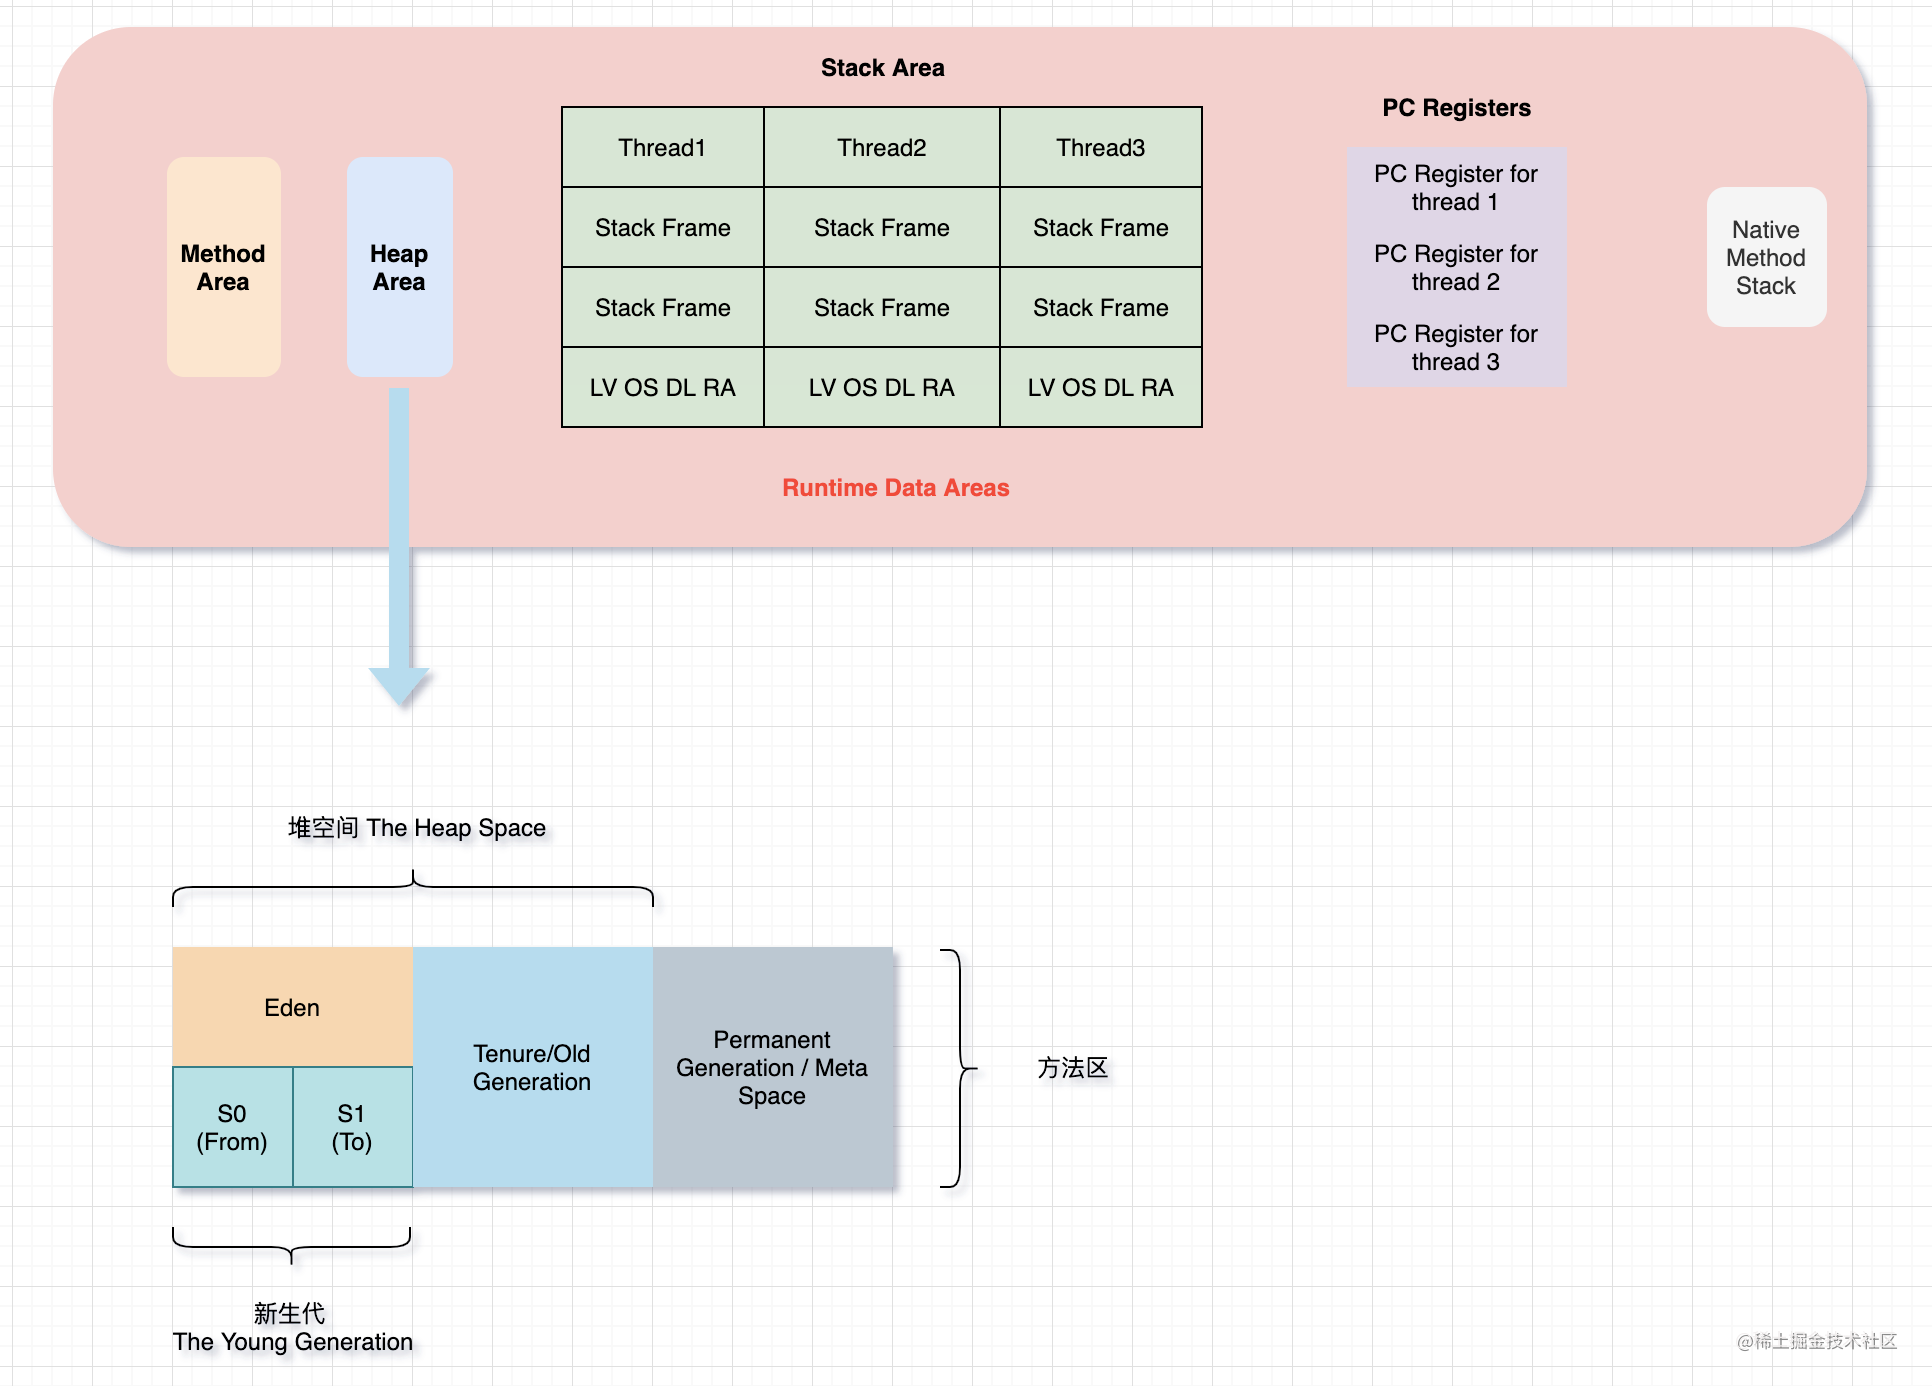 Stack Area
PC Registers
Method
Area
Heap
Area
Thread1
Thread2
Thread3
Stack Frame
Stack Frame
Stack Frame
Stack Frame
Stack Frame
Stack Frame
LV OS DL RA
LV OS DL RA
LV OS DL RA
PC Register for
thread 1
PC Register for
thread 2
PC Register for
thread 3
Native
Method
Stack
Runtime Data Areas
堆空间 The Heap Space
Eden
S0
(From)
S1
(To)
Tenure/Old
Generation
Permanent
Generation / Meta
Space
方法区
新生代
The Young Generation
@稀土掘金技术社区